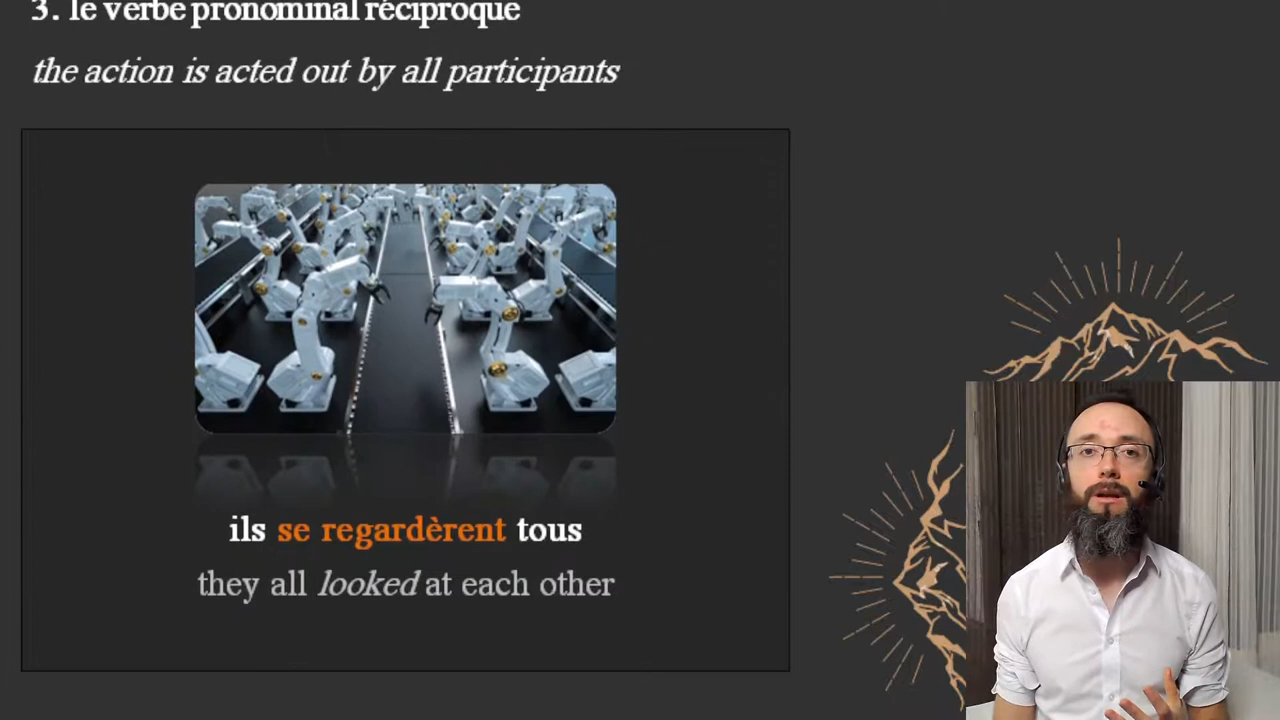 3. le verbe pronominal réciproque
the action is acted out by all participants
ils se regardèrent tous
they all looked at each other